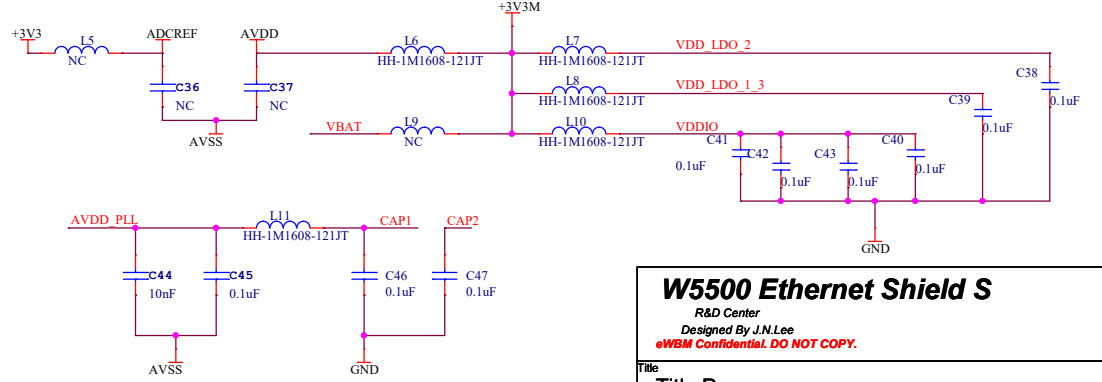 +3V3M
+3V3
L5
NC
ADCREF
AVDD
L6
HH-1M1608-121JT
L7
HH-1M1608-121JT
VDD_LDO_2
C36
NC
C37
NC
AVSS
L8
HH-1M1608-121JT
VDD_LDO_1_3
C38
0.1uF
C39
0.1uF
VBAT
L9
NC
L10
HH-1M1608-121JT
VDDIO
C41
0.1uF
C42
0.1uF
C43
0.1uF
C40
0.1uF
GND
AVDD_PLL
L11
HH-1M1608-121JT
CAP1
CAP2
C44
10nF
C45
0.1uF
C46
0.1uF
C47
0.1uF
AVSS
GND
W5500 Ethernet Shield S
R&D Center
Designed By J.N.Lee
eWBM Confidential. DO NOT COPY.
Title